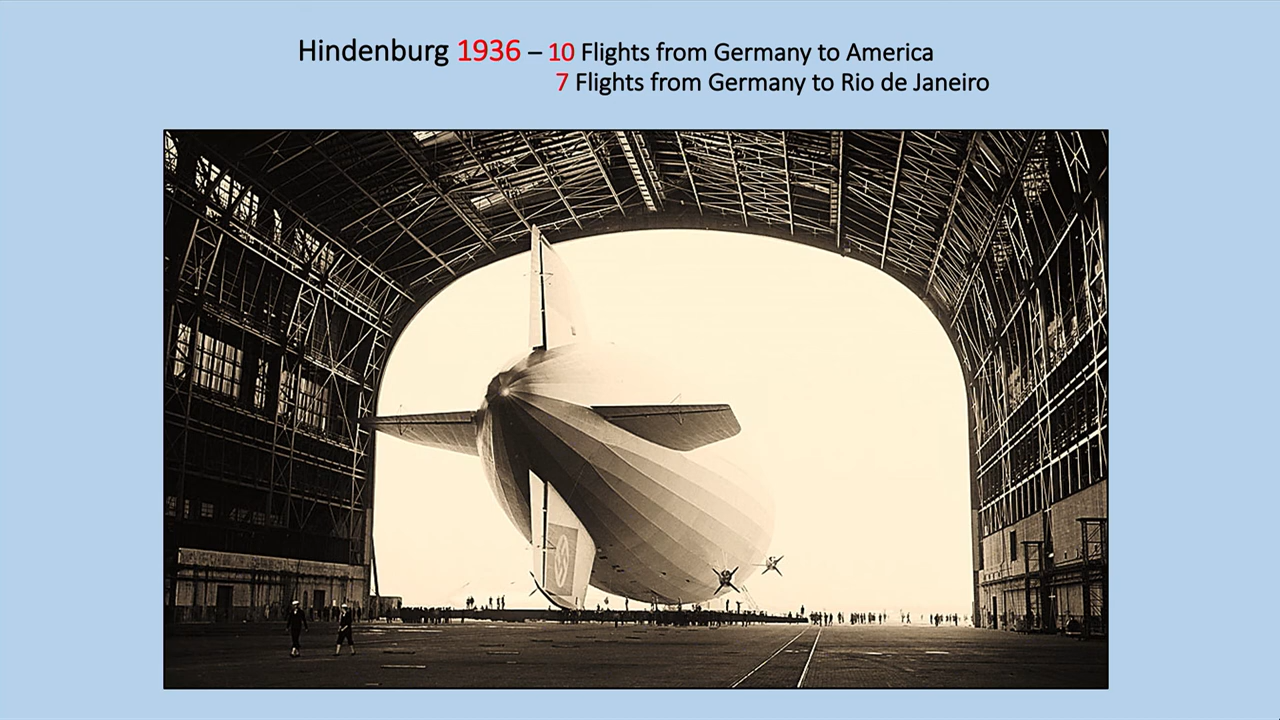 Hindenburg 1936 – 10 Flights from Germany to America
7 Flights from Germany to Rio de Janeiro